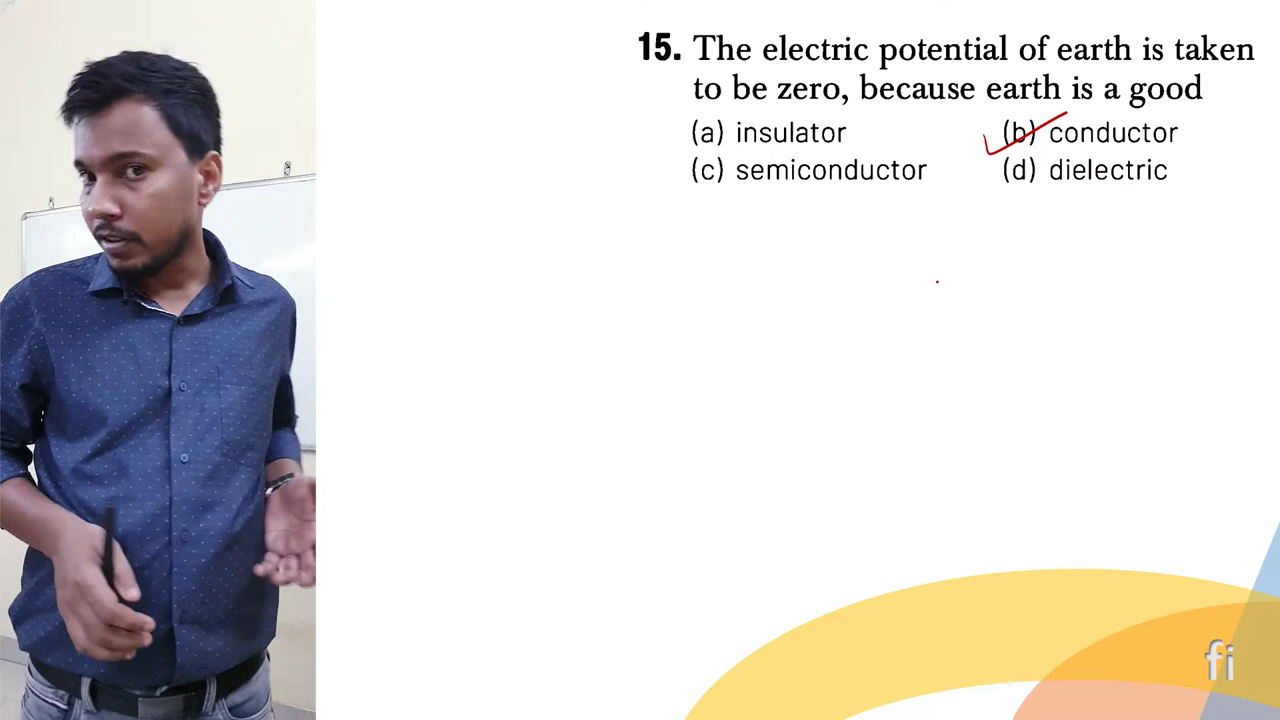 15. The electric potential of earth is taken
to be zero, because earth is a good
(a) insulator (b) conductor
(c) semiconductor (d) dielectric
fi